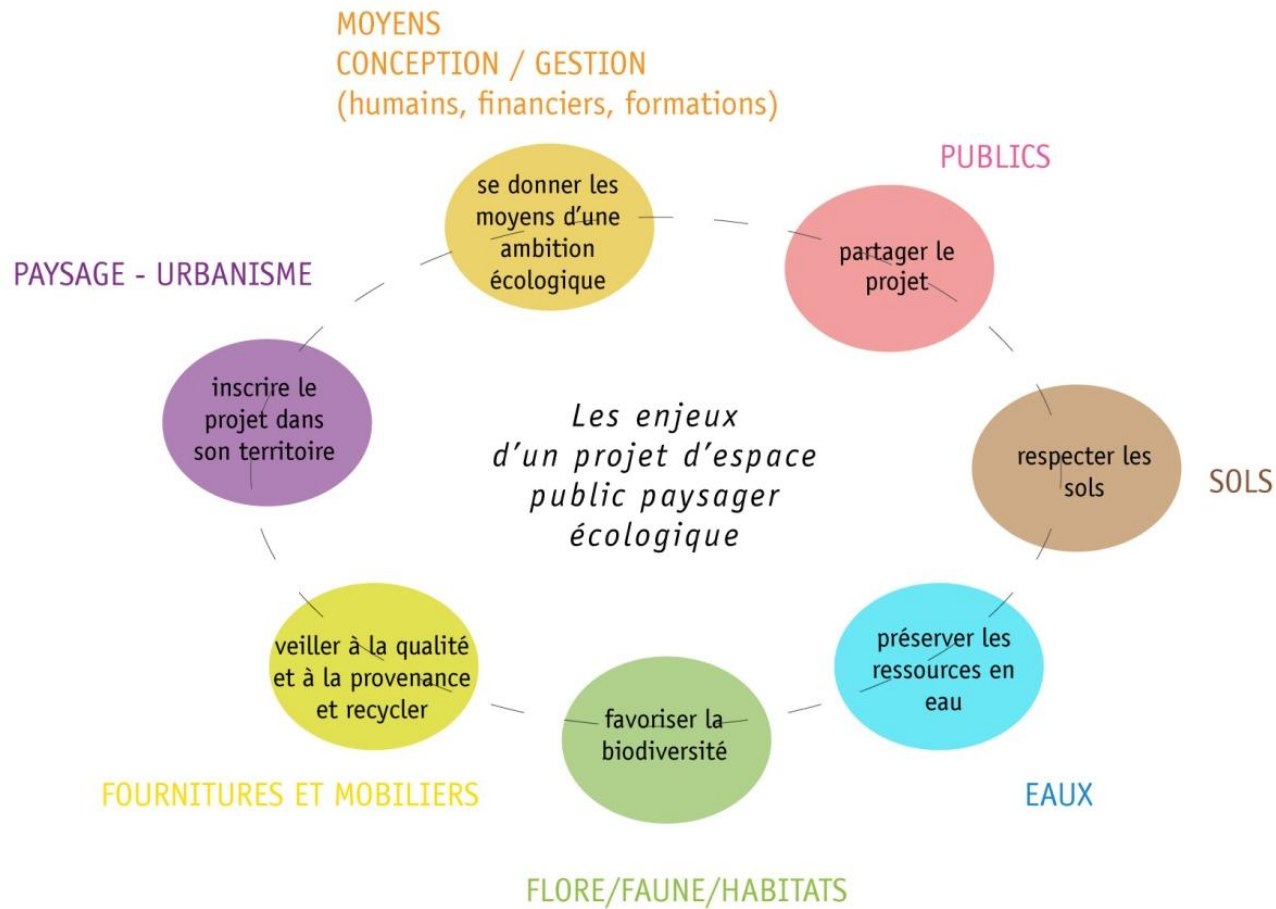 MOYENS
CONCEPTION / GESTION
(humains, financiers, formations)
se donner les
moyens d'une
ambition
écologique
PUBLICS
partager le
projet
PAYSAGE - URBANISME
inscrire le
projet dans
son territoire
Les enjeux
d'un projet d'espace
public paysager
écologique
respecter les
sols
SOLS
veiller à la qualité
et à la provenance
et recycler
FOURNITURES ET MOBILIERS
favoriser la
biodiversité
FLORE/FAUNE/HABITATS
préserver les
ressources en
eau
EAUX